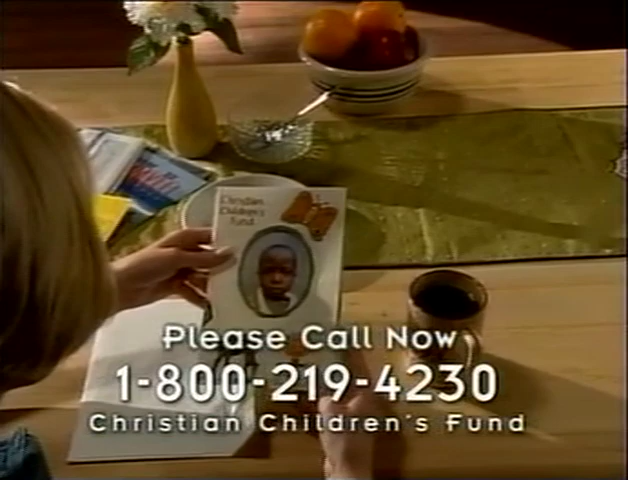 Christian
Children's
Fund
Please Call Now
1-800-219-4230
Christian Children's Fund